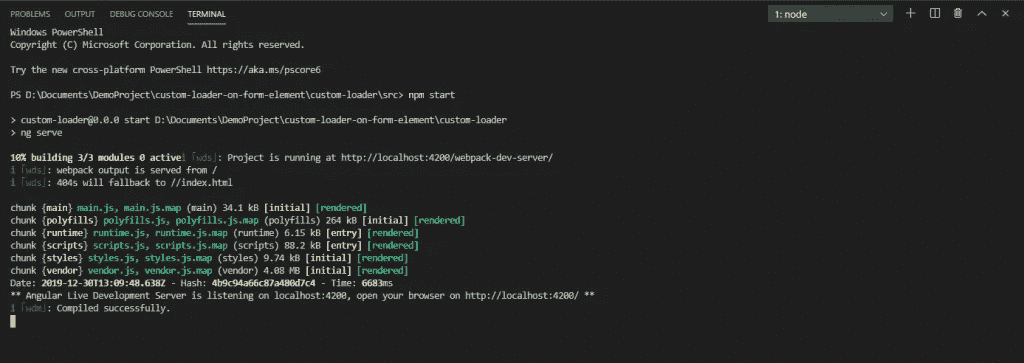 PROBLEMS OUTPUT DEBUG CONSOLE TERMINAL 1: node
Windows PowerShell
Copyright (C) Microsoft Corporation. All rights reserved.
Try the new cross-platform PowerShell https://aka.ms/pscore6
PS D:\Documents\DemoProject\custom-loader-on-form-element\custom-loader\src> npm start
> custom-loader@0.0.0 start D:\Documents\DemoProject\custom-loader-on-form-element\custom-loader
> ng serve
10% building 3/3 modules 0 activei ｢wds｣: Project is running at http://localhost:4200/webpack-dev-server/
i ｢wds｣: webpack output is served from /
i ｢wds｣: 404s will fallback to //index.html
chunk {main} main.js, main.js.map (main) 34.1 kB [initial] [rendered]
chunk {polyfills} polyfills.js, polyfills.js.map (polyfills) 264 kB [initial] [rendered]
chunk {runtime} runtime.js, runtime.js.map (runtime) 6.15 kB [entry] [rendered]
chunk {scripts} scripts.js, scripts.js.map (scripts) 88.2 kB [entry] [rendered]
chunk {styles} styles.js, styles.js.map (styles) 9.74 kB [initial] [rendered]
chunk {vendor} vendor.js, vendor.js.map (vendor) 4.08 MB [initial] [rendered]
Date: 2019-12-30T13:09:48.638Z - Hash: 4b9c94a66c87a480d7c4 - Time: 6683ms
** Angular Live Development Server is listening on localhost:4200, open your browser on http://localhost:4200/ **
i ｢wdm｣: Compiled successfully.